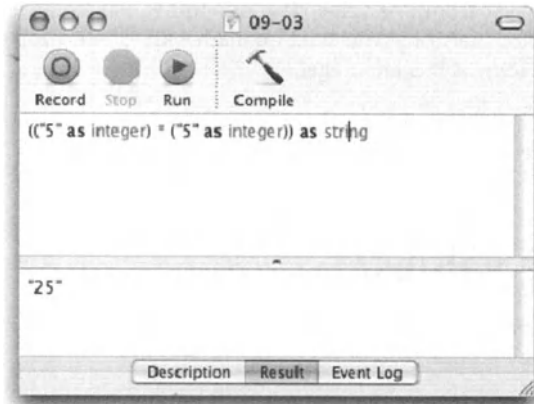 09-03
Record Stop Run Compile
(("5" as integer) * ("5" as integer)) as string
"25"
Description Result Event Log